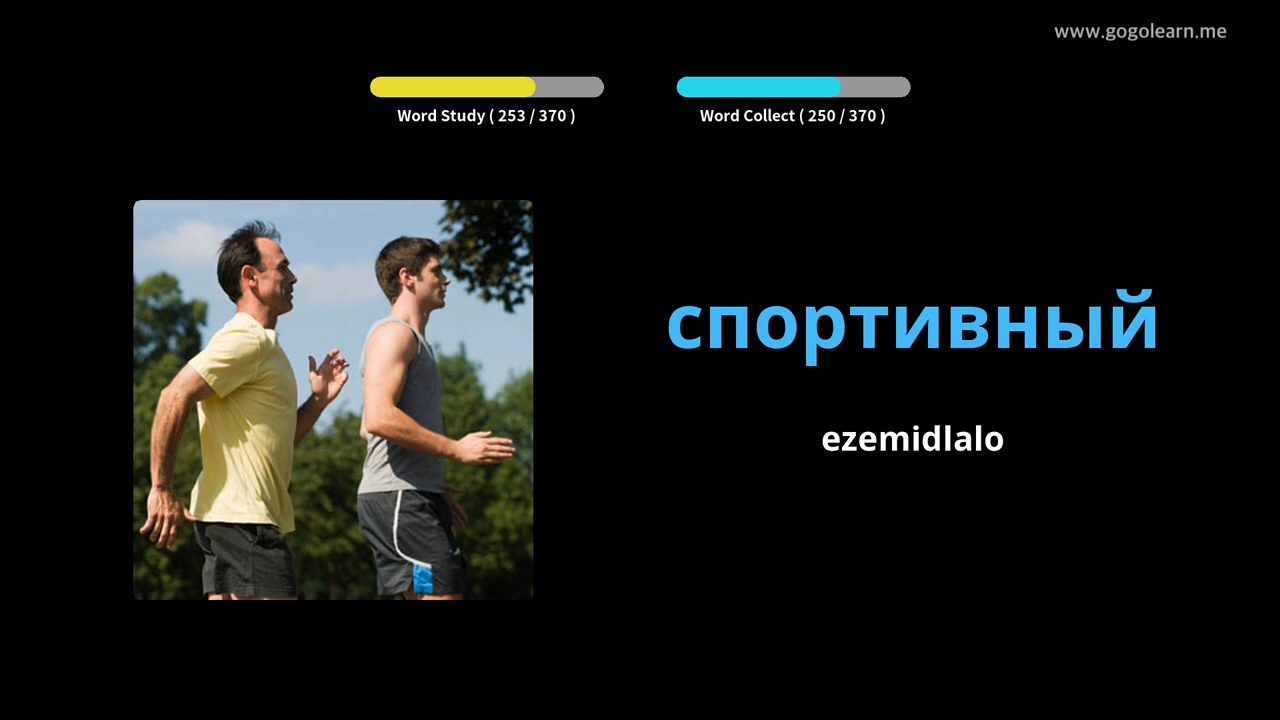 www.gogolearn.me
Word Study ( 253 / 370 )
Word Collect ( 250 / 370 )
спортивный
ezemidlalo